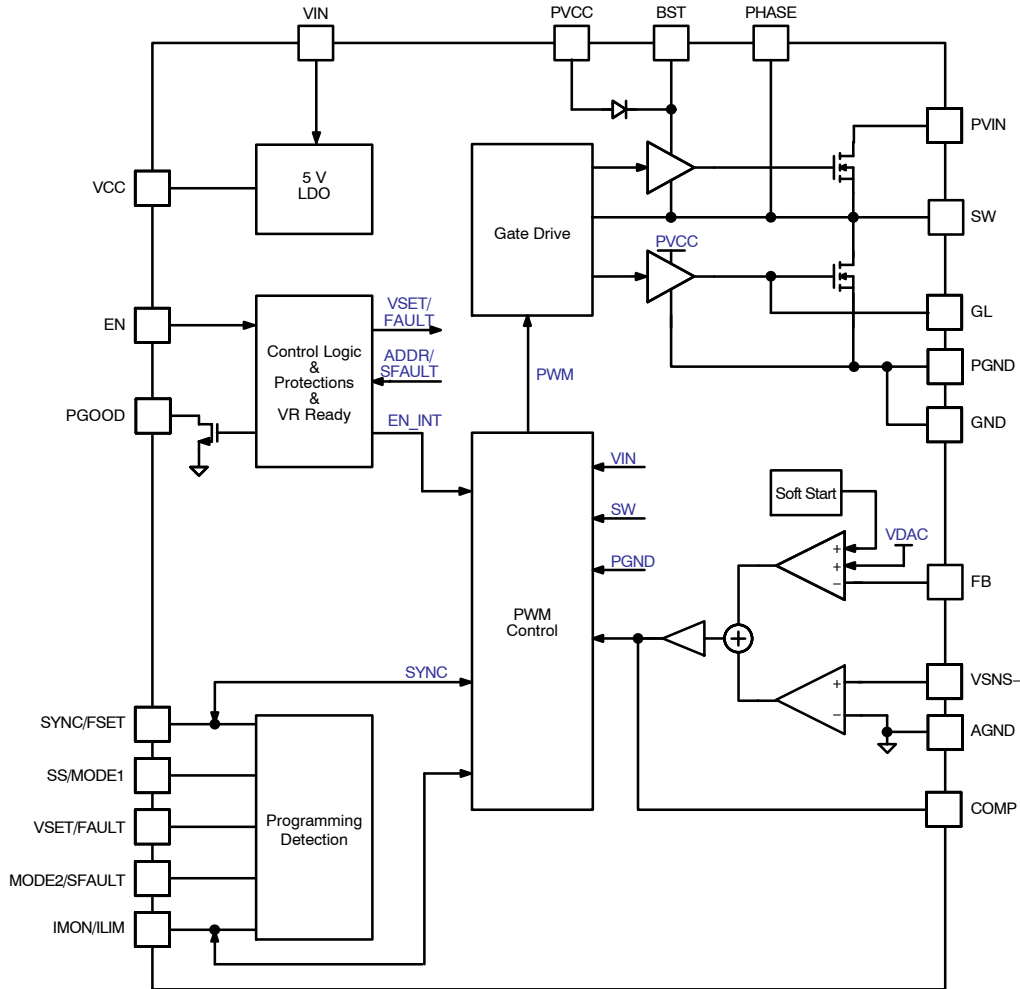 VIN
PVCC
BST
PHASE
PVIN
5 V
LDO
VCC
Gate Drive
SW
PVCC
VSET/
FAULT
EN
GL
Control Logic
&
Protections
&
VR Ready
ADDR/
SFAULT
PWM
PGND
PGOOD
EN_INT
GND
VIN
Soft Start
SW
VDAC
+
+
−
PGND
FB
PWM
Control
+
SYNC
+
−
VSNS−
SYNC/FSET
AGND
SS/MODE1
COMP
VSET/FAULT
Programming
Detection
MODE2/SFAULT
IMON/ILIM